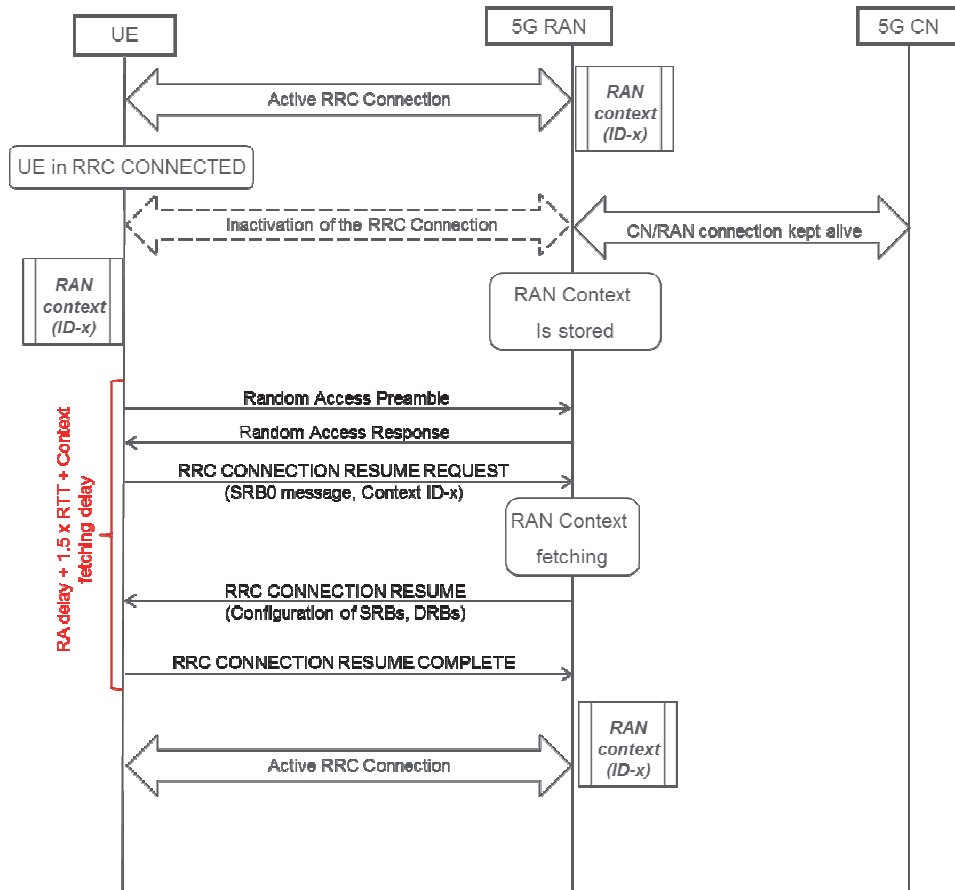 UE
5G RAN
5G CN
Active RRC Connection
RAN
context
(ID-x)
UE in RRC CONNECTED
Inactivation of the RRC Connection
CN/RAN connection kept alive
RAN
context
(ID-x)
RAN Context
Is stored
Random Access Preamble
Random Access Response
RRC CONNECTION RESUME REQUEST
(SRB0 message, Context ID-x)
RA delay + 1.5 x RTT + Context
fetching delay
RAN Context
fetching
RRC CONNECTION RESUME
(Configuration of SRBs, DRBs)
RRC CONNECTION RESUME COMPLETE
Active RRC Connection
RAN
context
(ID-x)